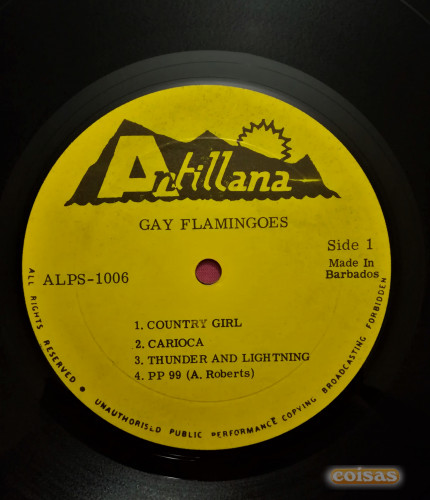 Antillana
GAY FLAMINGOES
Side 1
ALPS-1006
Made In
Barbados
1. COUNTRY GIRL
2. CARIOCA
3. THUNDER AND LIGHTNING
4. PP 99 (A. Roberts)
ALL RIGHTS RESERVED • UNAUTHORISED PUBLIC PERFORMANCE COPYING BROADCASTING FORBIDDEN
coisas